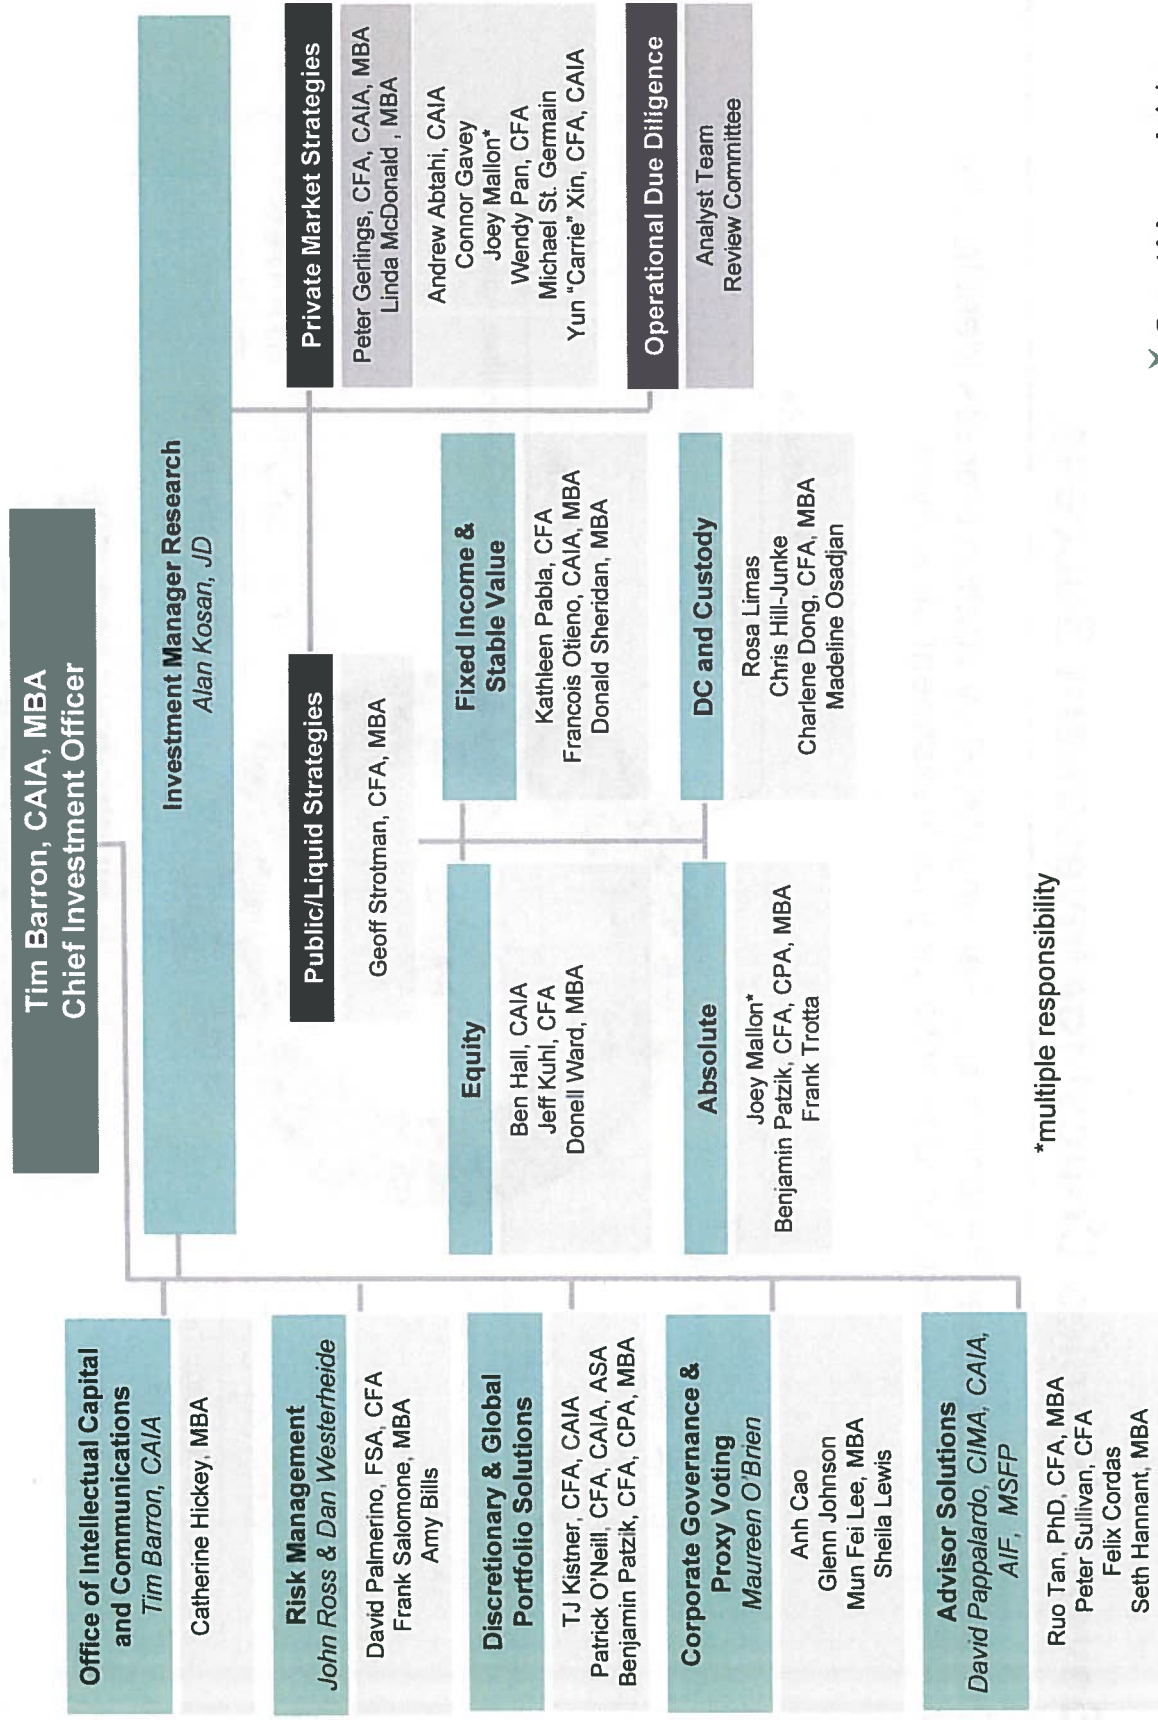 Tim Barron, CAIA, MBA
Chief Investment Officer
Office of Intellectual Capital
and Communications
Tim Barron, CAIA
Catherine Hickey, MBA
Risk Management
John Ross & Dan Westerheide
David Palmerino, FSA, CFA
Frank Salomone, MBA
Amy Bills
Discretionary & Global
Portfolio Solutions
TJ Kistner, CFA, CAIA
Patrick O'Neill, CFA, CAIA, ASA
Benjamin Patzik, CFA, CPA, MBA
Corporate Governance &
Proxy Voting
Maureen O'Brien
Anh Cao
Glenn Johnson
Mun Fei Lee, MBA
Sheila Lewis
Advisor Solutions
David Pappalardo, CIMA, CAIA,
AIF, MSFP
Ruo Tan, PhD, CFA, MBA
Peter Sullivan, CFA
Felix Cordas
Seth Hannant, MBA
Investment Manager Research
Alan Kosan, JD
Public/Liquid Strategies
Geoff Strotman, CFA, MBA
Equity
Ben Hall, CAIA
Jeff Kuhl, CFA
Donell Ward, MBA
Fixed Income &
Stable Value
Kathleen Pabla, CFA
Francois Otieno, CAIA, MBA
Donald Sheridan, MBA
Absolute
Joey Mallon*
Benjamin Patzik, CFA, CPA, MBA
Frank Trotta
DC and Custody
Rosa Limas
Chris Hill-Junke
Charlene Dong, CFA, MBA
Madeline Osadjan
Private Market Strategies
Peter Gerlings, CFA, CAIA, MBA
Linda McDonald , MBA
Andrew Abtahi, CAIA
Connor Gavey
Joey Mallon*
Wendy Pan, CFA
Michael St. Germain
Yun "Carrie" Xin, CFA, CAIA
Operational Due Diligence
Analyst Team
Review Committee
*multiple responsibility